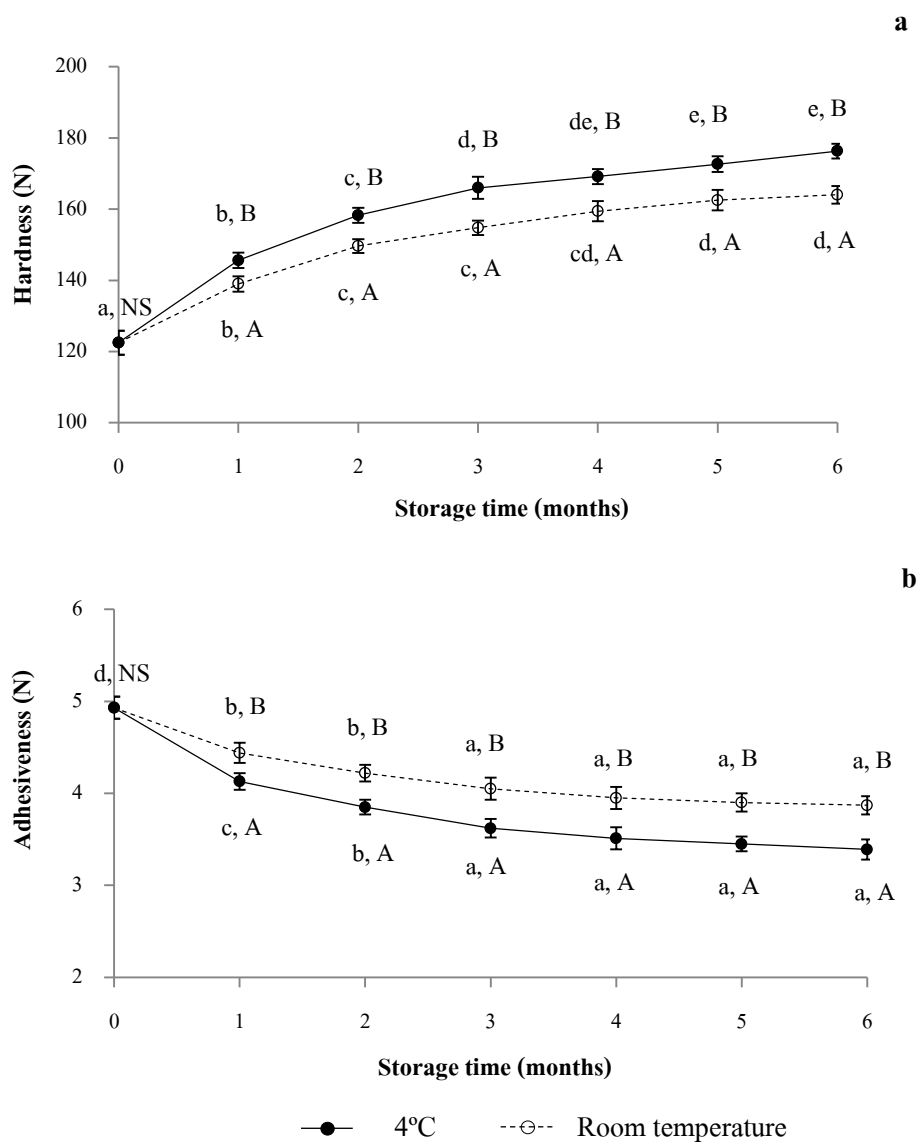 a
200
180
160
140
120
100
Hardness (N)
a, NS
b, B
c, B
d, B
de, B
e, B
e, B
b, A
c, A
c, A
cd, A
d, A
d, A
0 1 2 3 4 5 6
Storage time (months)
b
6
5
4
3
2
Adhesiveness (N)
d, NS
b, B
b, B
a, B
a, B
a, B
a, B
c, A
b, A
a, A
a, A
a, A
a, A
0 1 2 3 4 5 6
Storage time (months)
4ºC Room temperature